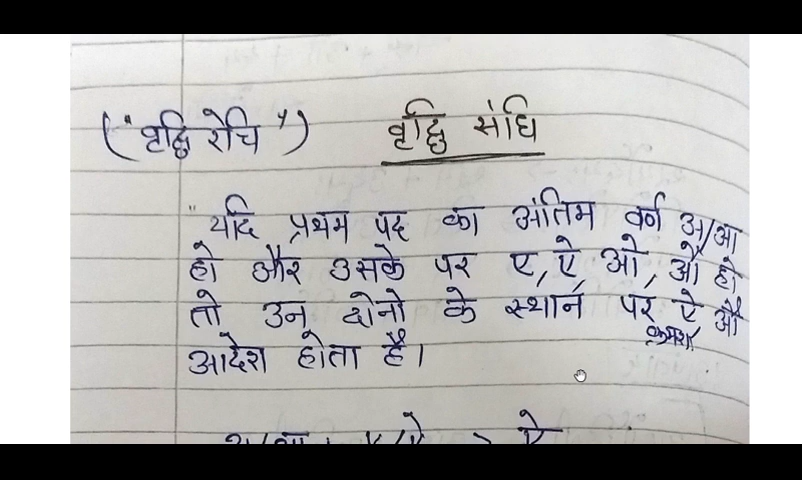 ("वृद्धि रेचि") वृद्धि संधि
"यदि प्रथम पद का अंतिम वर्ण अ/आ
हो और उसके पर ए, ऐ, ओ, औ हो
तो उन दोनो के स्थान पर ऐ औ
क्रमशः
आदेश होता है।